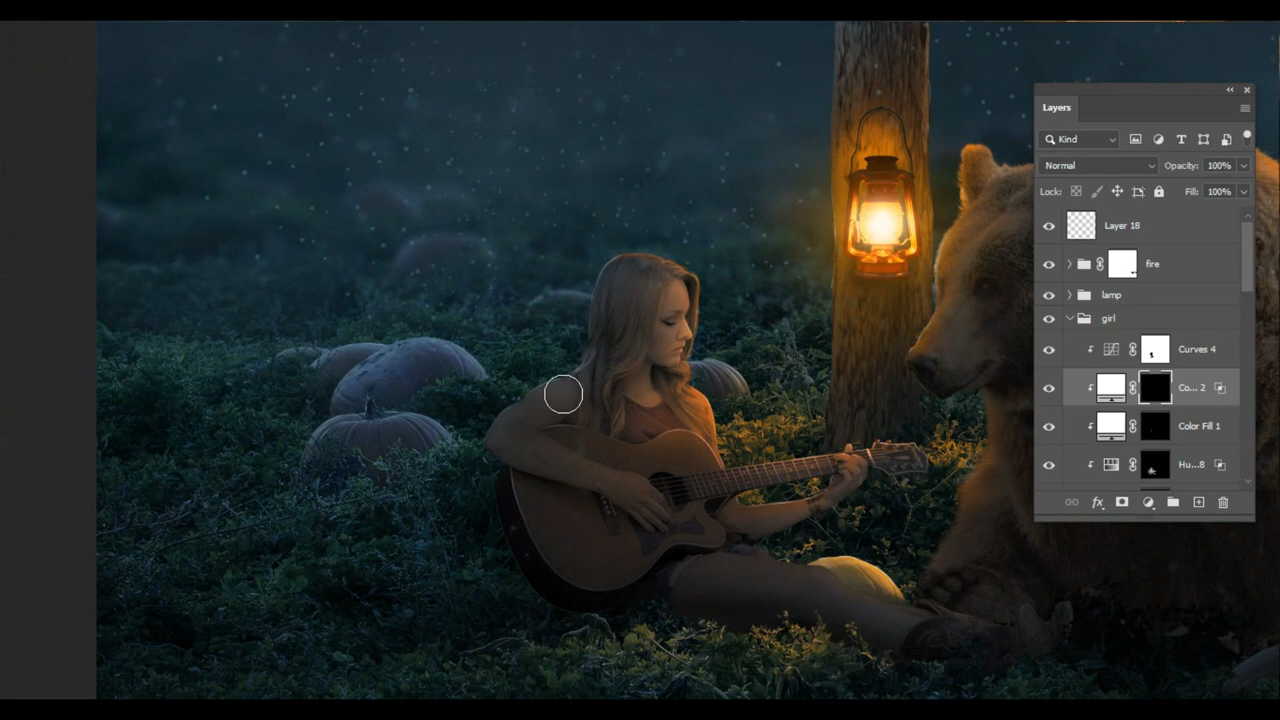 Layers
Kind
Normal Opacity: 100%
Lock: Fill: 100%
Layer 18
fire
lamp
girl
Curves 4
Co... 2
Color Fill 1
Hu...8
fx